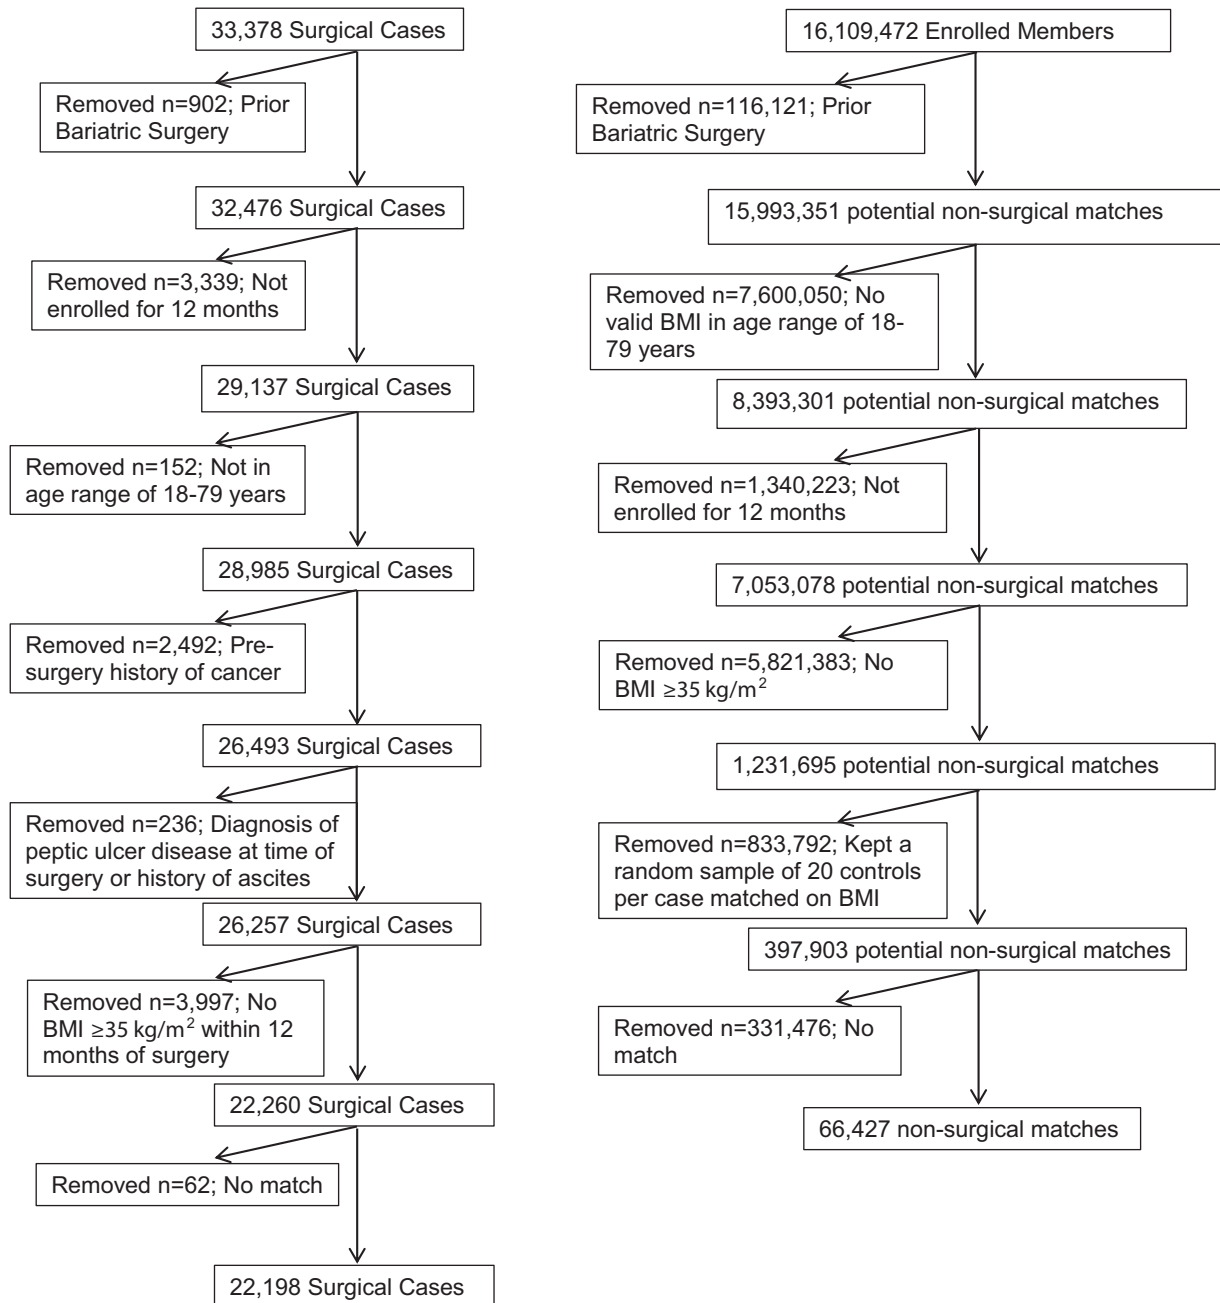 33,378 Surgical Cases
Removed n=902; Prior
Bariatric Surgery
32,476 Surgical Cases
Removed n=3,339; Not
enrolled for 12 months
29,137 Surgical Cases
Removed n=152; Not in
age range of 18-79 years
28,985 Surgical Cases
Removed n=2,492; Pre-
surgery history of cancer
26,493 Surgical Cases
Removed n=236; Diagnosis of
peptic ulcer disease at time of
surgery or history of ascites
26,257 Surgical Cases
Removed n=3,997; No
BMI ≥35 kg/m² within 12
months of surgery
22,260 Surgical Cases
Removed n=62; No match
22,198 Surgical Cases
16,109,472 Enrolled Members
Removed n=116,121; Prior
Bariatric Surgery
15,993,351 potential non-surgical matches
Removed n=7,600,050; No
valid BMI in age range of 18-
79 years
8,393,301 potential non-surgical matches
Removed n=1,340,223; Not
enrolled for 12 months
7,053,078 potential non-surgical matches
Removed n=5,821,383; No
BMI ≥35 kg/m²
1,231,695 potential non-surgical matches
Removed n=833,792; Kept a
random sample of 20 controls
per case matched on BMI
397,903 potential non-surgical matches
Removed n=331,476; No
match
66,427 non-surgical matches